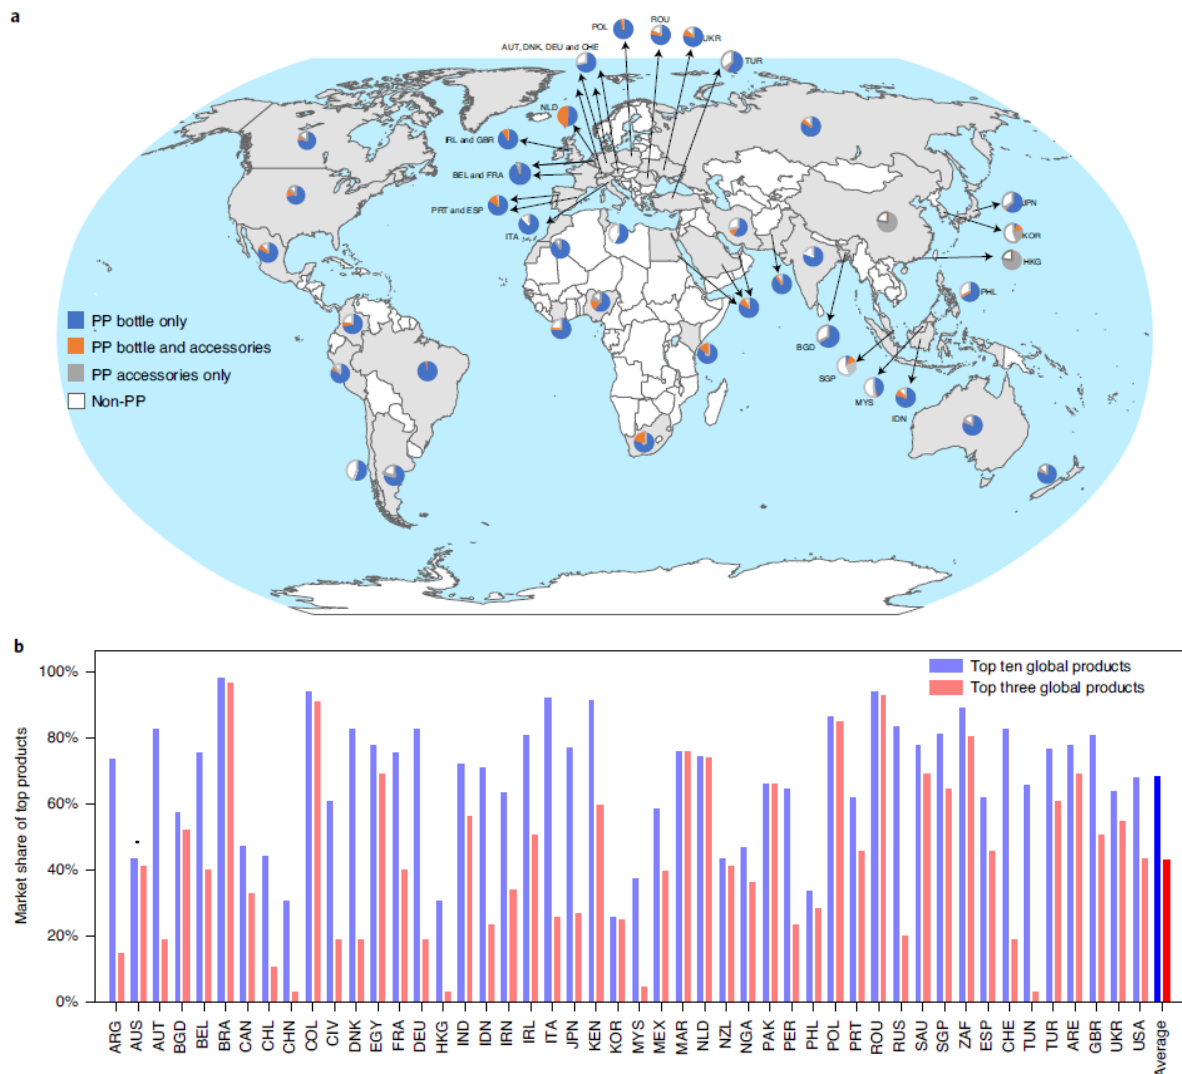 a
POL
ROU
UKR
AUT, DNK, DEU and CHE
TUR
NLD
IRL and GBR
BEL and FRA
PRT and ESP
ITA
JPN
KOR
HKG
PHL
BGD
SGP
MYS
IDN
PP bottle only
PP bottle and accessories
PP accessories only
Non-PP
b
Top ten global products
Top three global products
Market share of top products
100%
80%
60%
40%
20%
0%
ARG
AUS
AUT
BGD
BEL
BRA
CAN
CHL
CHN
COL
CIV
DNK
EGY
FRA
DEU
HKG
IND
IDN
IRN
IRL
ITA
JPN
KEN
KOR
MYS
MEX
MAR
NLD
NZL
NGA
PAK
PER
PHL
POL
PRT
ROU
RUS
SAU
SGP
ZAF
ESP
CHE
TUN
TUR
ARE
GBR
UKR
USA
Average